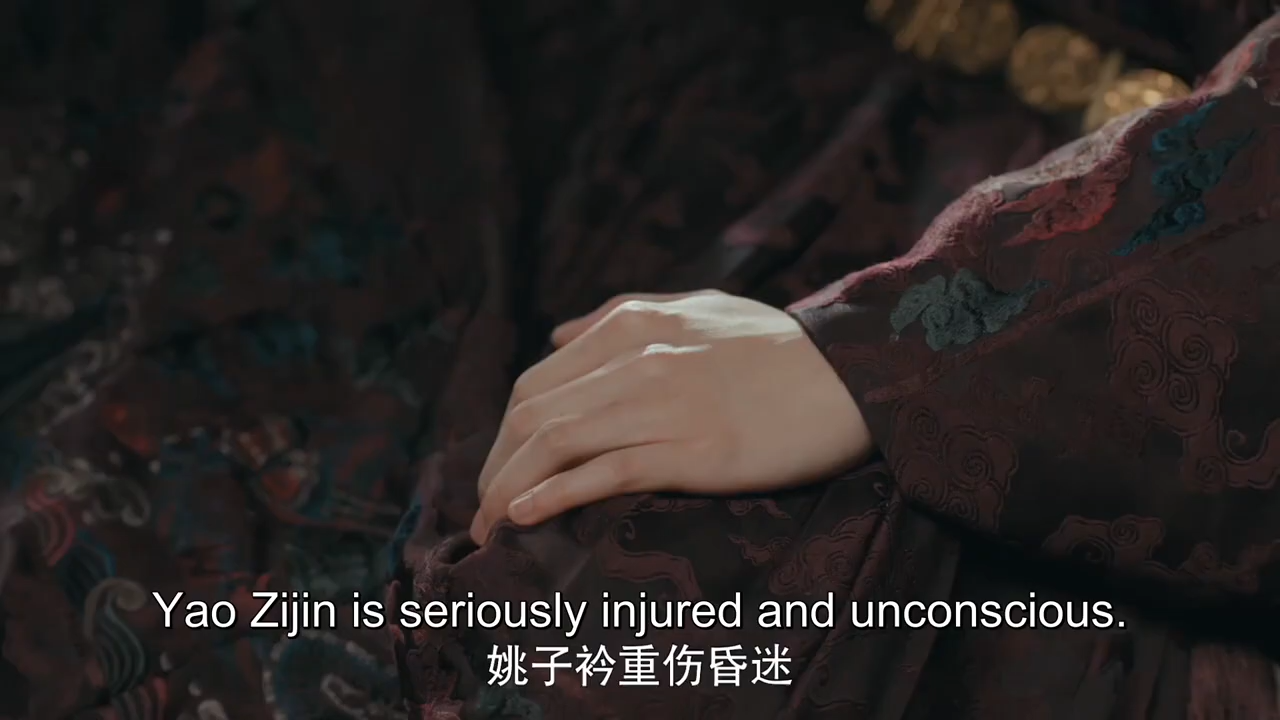 Yao Zijin is seriously injured and unconscious.
姚子衿重伤昏迷